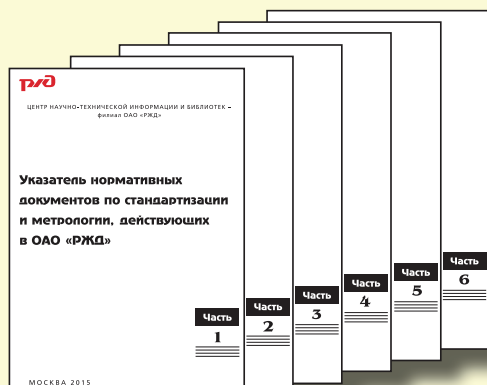 РЖД
ЦЕНТР НАУЧНО-ТЕХНИЧЕСКОЙ ИНФОРМАЦИИ И БИБЛИОТЕК –
филиал ОАО «РЖД»
Указатель нормативных
документов по стандартизации
и метрологии, действующих
в ОАО «РЖД»
Часть
1
Часть
2
Часть
3
Часть
4
Часть
5
Часть
6
МОСКВА 2015